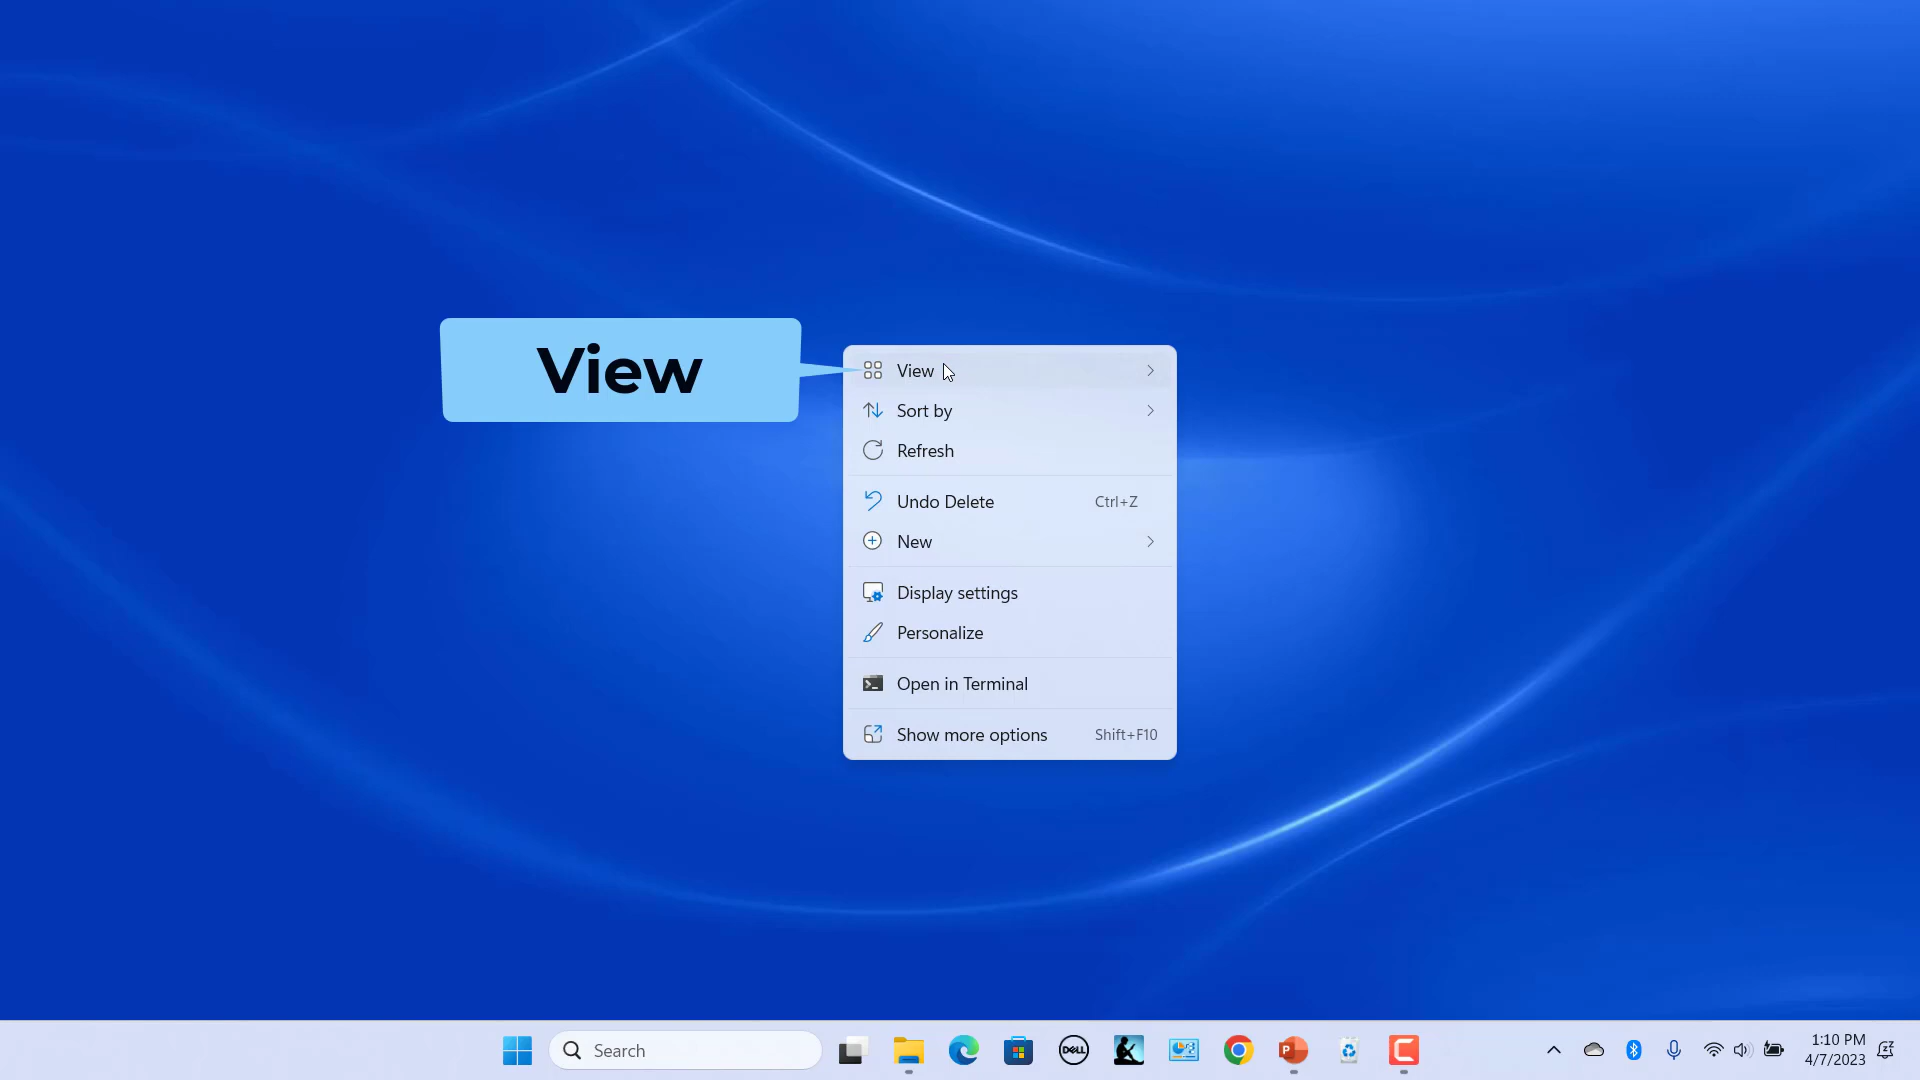 View
View
Sort by
Refresh
Undo Delete Ctrl+Z
New
Display settings
Personalize
Open in Terminal
Show more options Shift+F10
Search
DELL
P
1:10 PM
4/7/2023